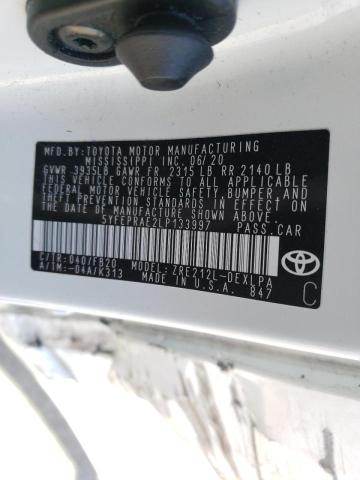 MFD.BY:TOYOTA MOTOR MANUFACTURING
MISSISSIPPI INC. 06/20
GVWR 3935LB GAWR FR 2315 LB RR 2140 LB
THIS VEHICLE CONFORMS TO ALL APPLICABLE
FEDERAL MOTOR VEHICLE SAFETY,BUMPER,AND
THEFT PREVENTION STANDARDS IN EFFECT ON
THE DATE OF MANUFACTURE SHOWN ABOVE.
5YFEPRAE2LP133997 PASS.CAR
C/TR:040/FB20 MODEL:ZRE212L-DEXLPA
A/TM:-04A/K313 MADE IN U.S.A. 847
TOYOTA
C